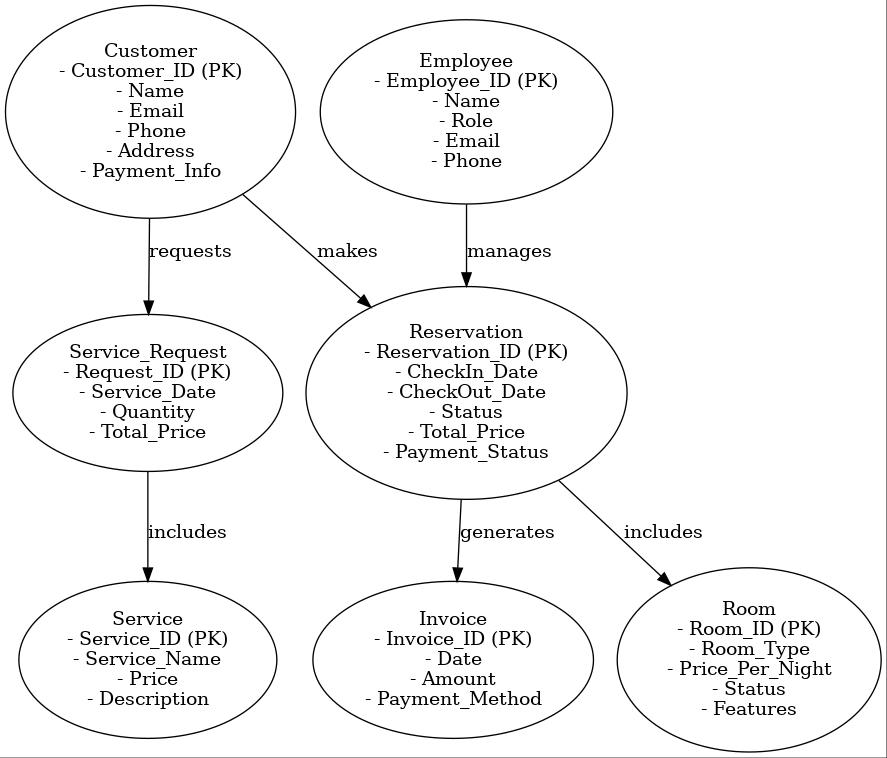 Customer
- Customer_ID (PK)
- Name
- Email
- Phone
- Address
- Payment_Info
Employee
- Employee_ID (PK)
- Name
- Role
- Email
- Phone
requests
makes
manages
Service_Request
- Request_ID (PK)
- Service_Date
- Quantity
- Total_Price
Reservation
- Reservation_ID (PK)
- CheckIn_Date
- CheckOut_Date
- Status
- Total_Price
- Payment_Status
includes
generates
includes
Service
- Service_ID (PK)
- Service_Name
- Price
- Description
Invoice
- Invoice_ID (PK)
- Date
- Amount
- Payment_Method
Room
- Room_ID (PK)
- Room_Type
- Price_Per_Night
- Status
- Features